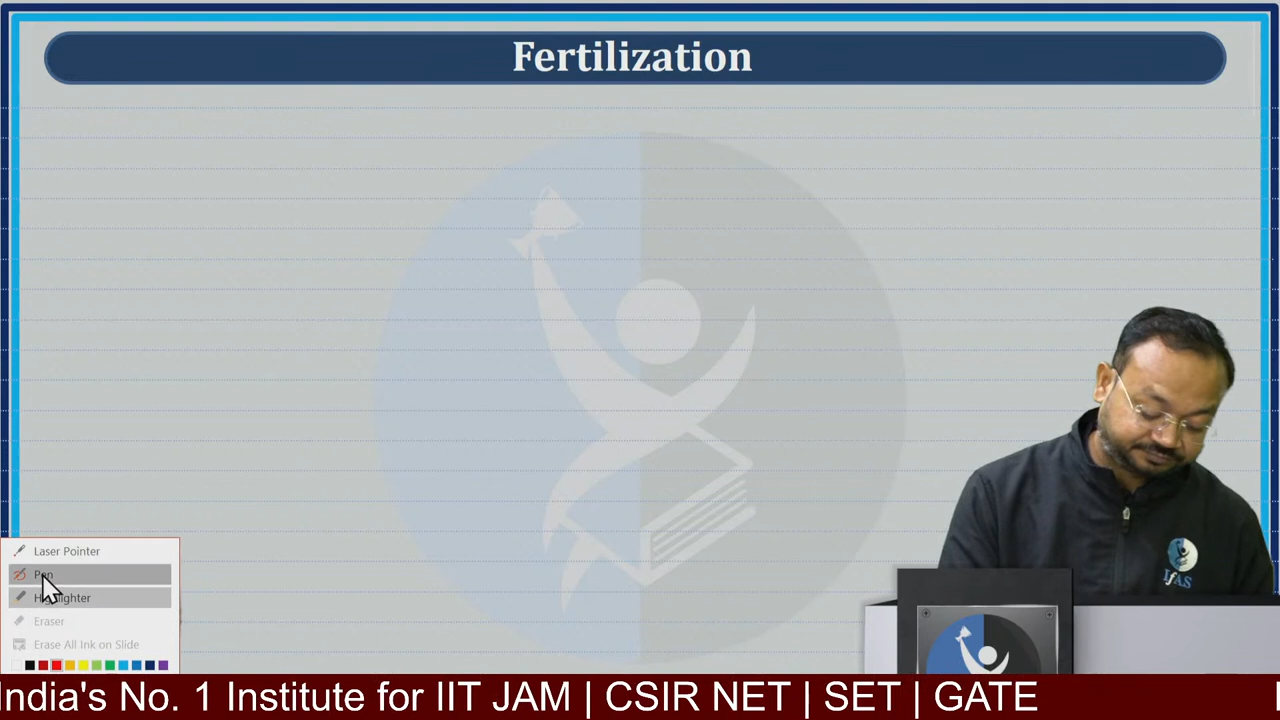 Fertilization
Laser Pointer
Pen
Highlighter
Eraser
Erase All Ink on Slide
IFAS
India's No. 1 Institute for IIT JAM | CSIR NET | SET | GATE